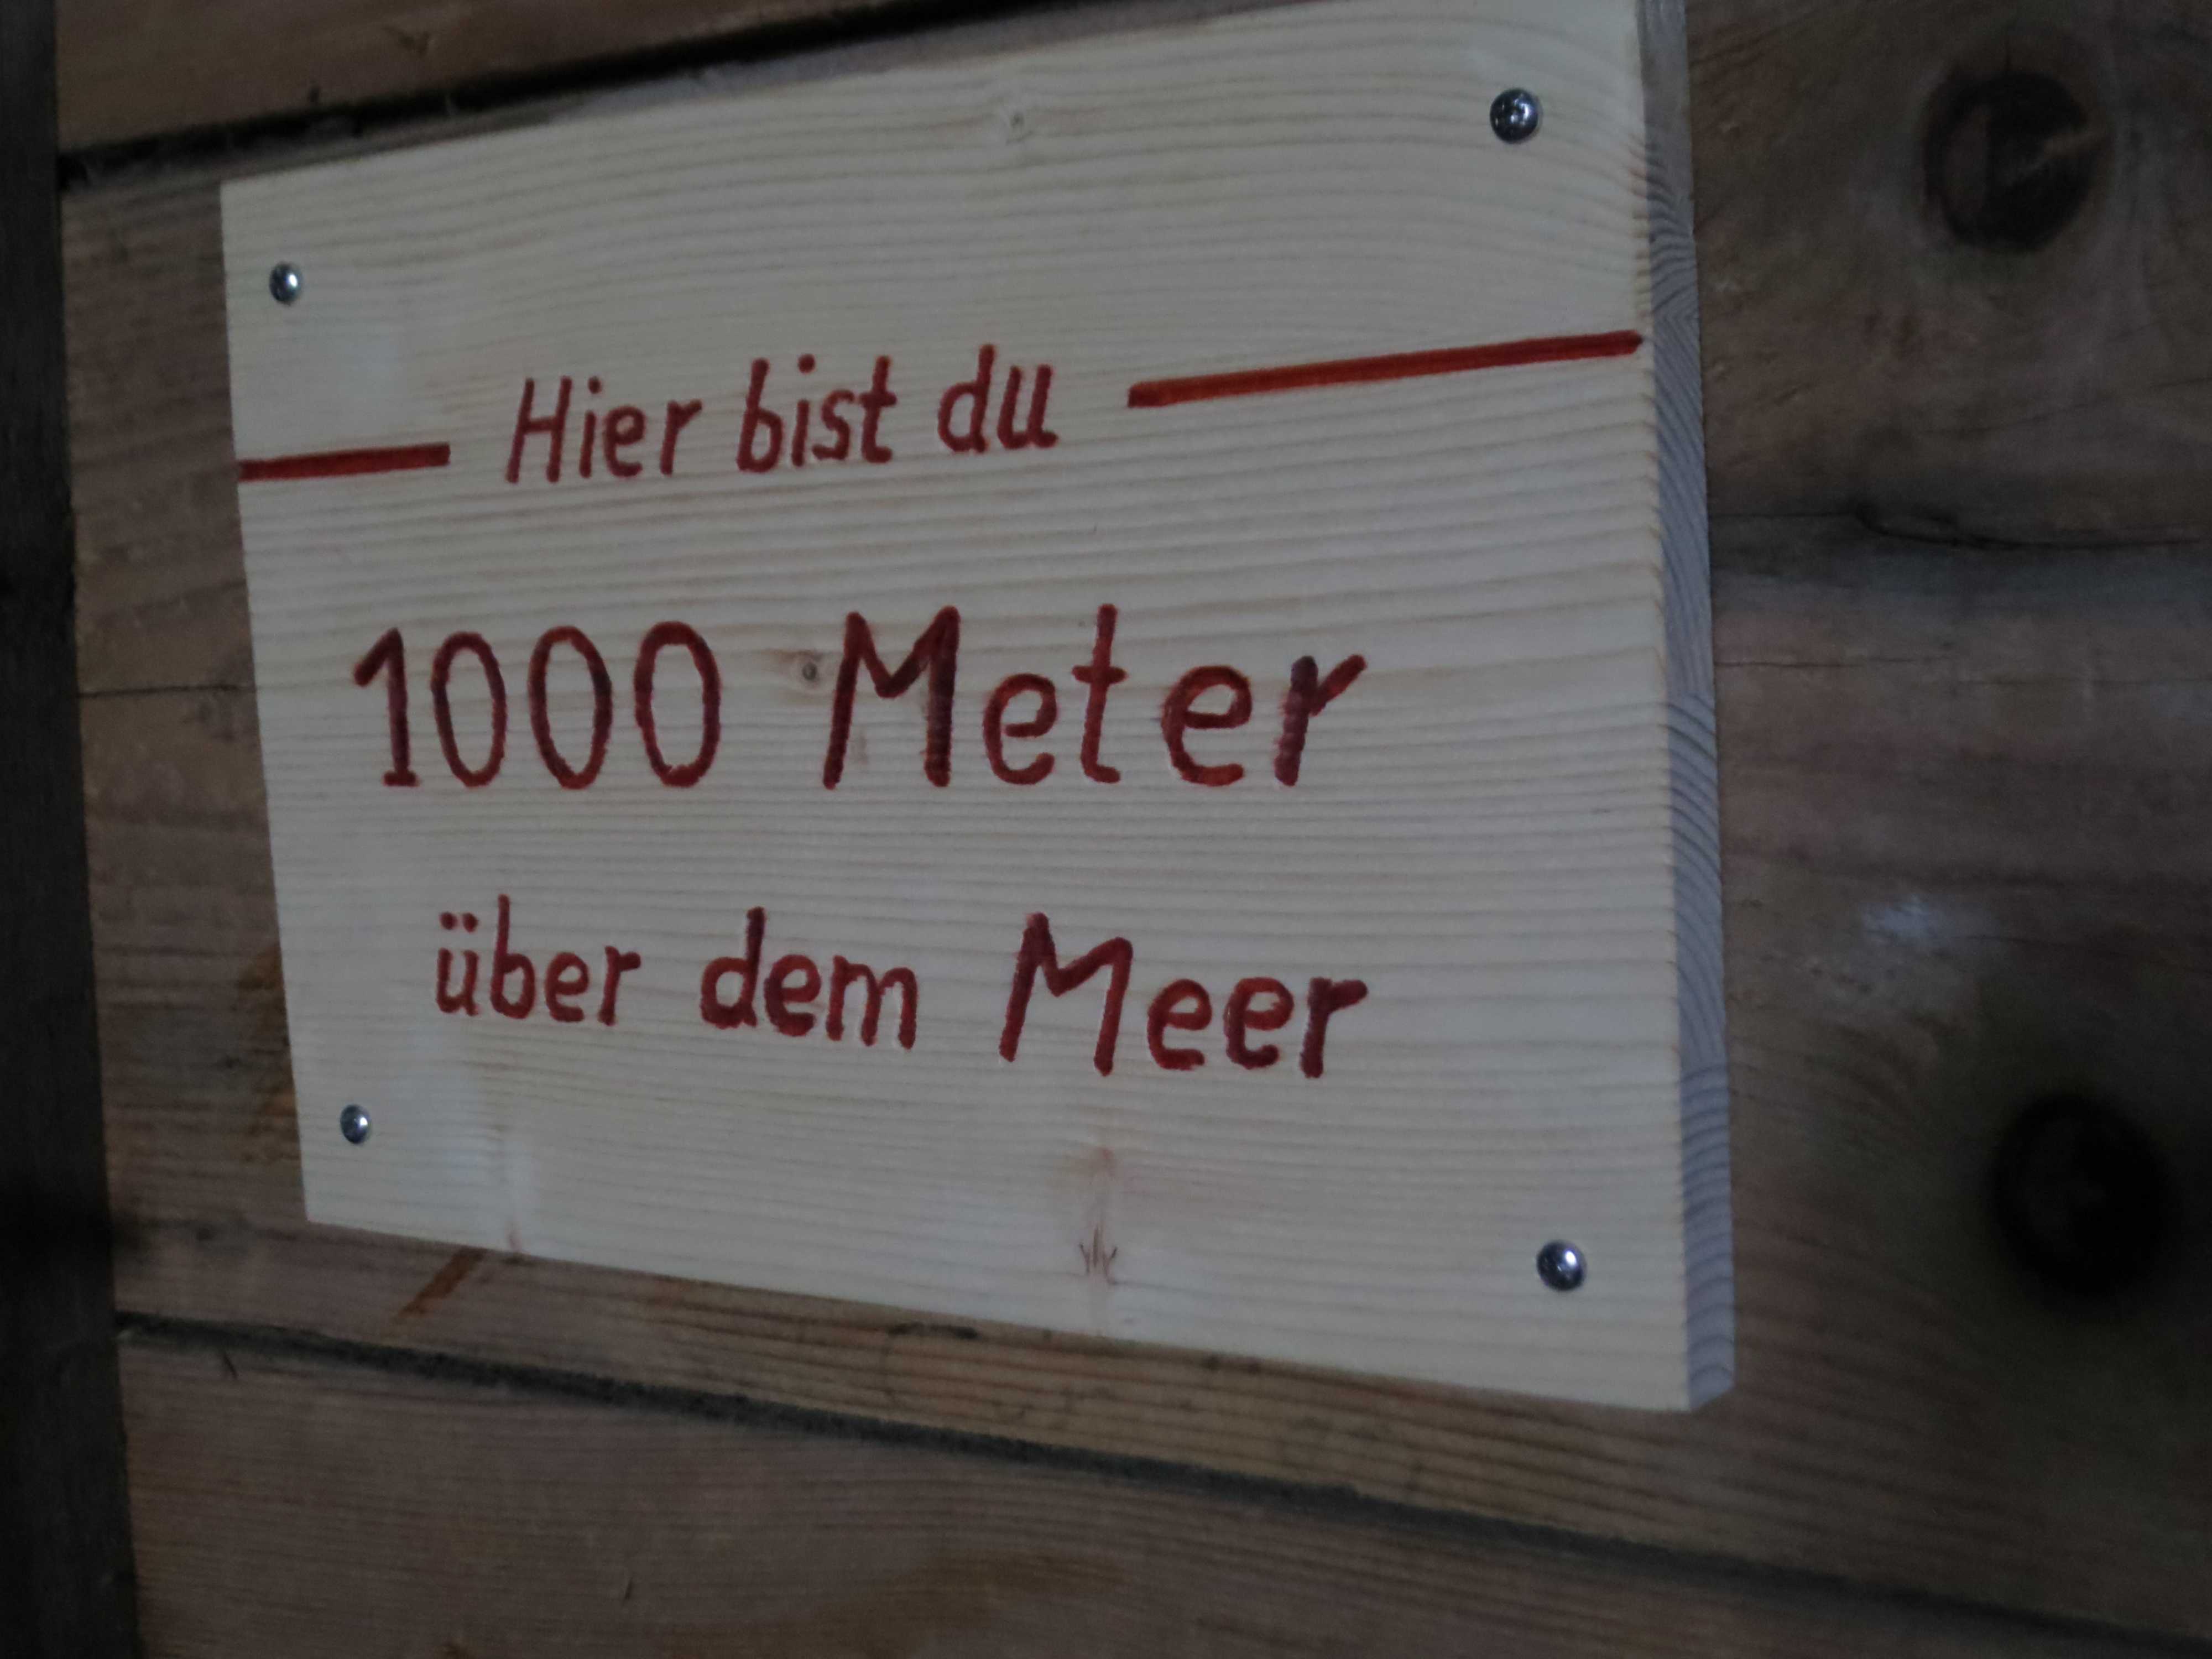 Hier bist du
1000 Meter
über dem Meer